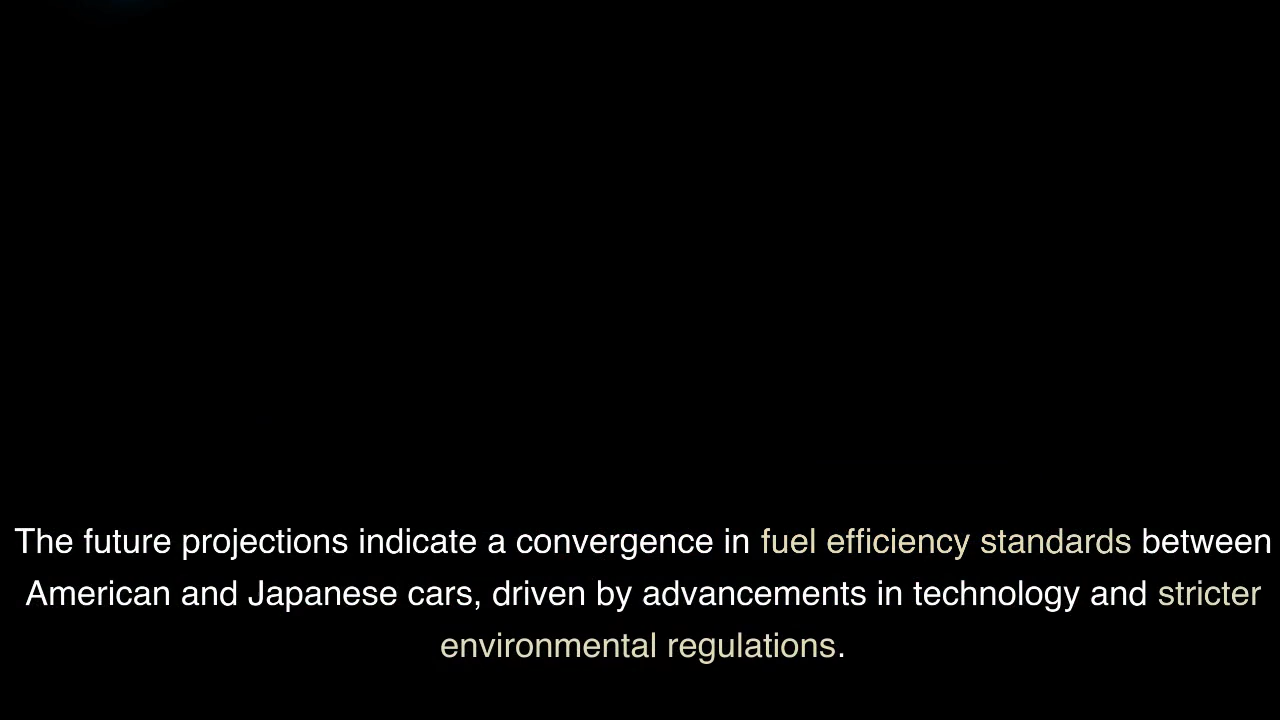 The future projections indicate a convergence in fuel efficiency standards between
American and Japanese cars, driven by advancements in technology and stricter
environmental regulations.